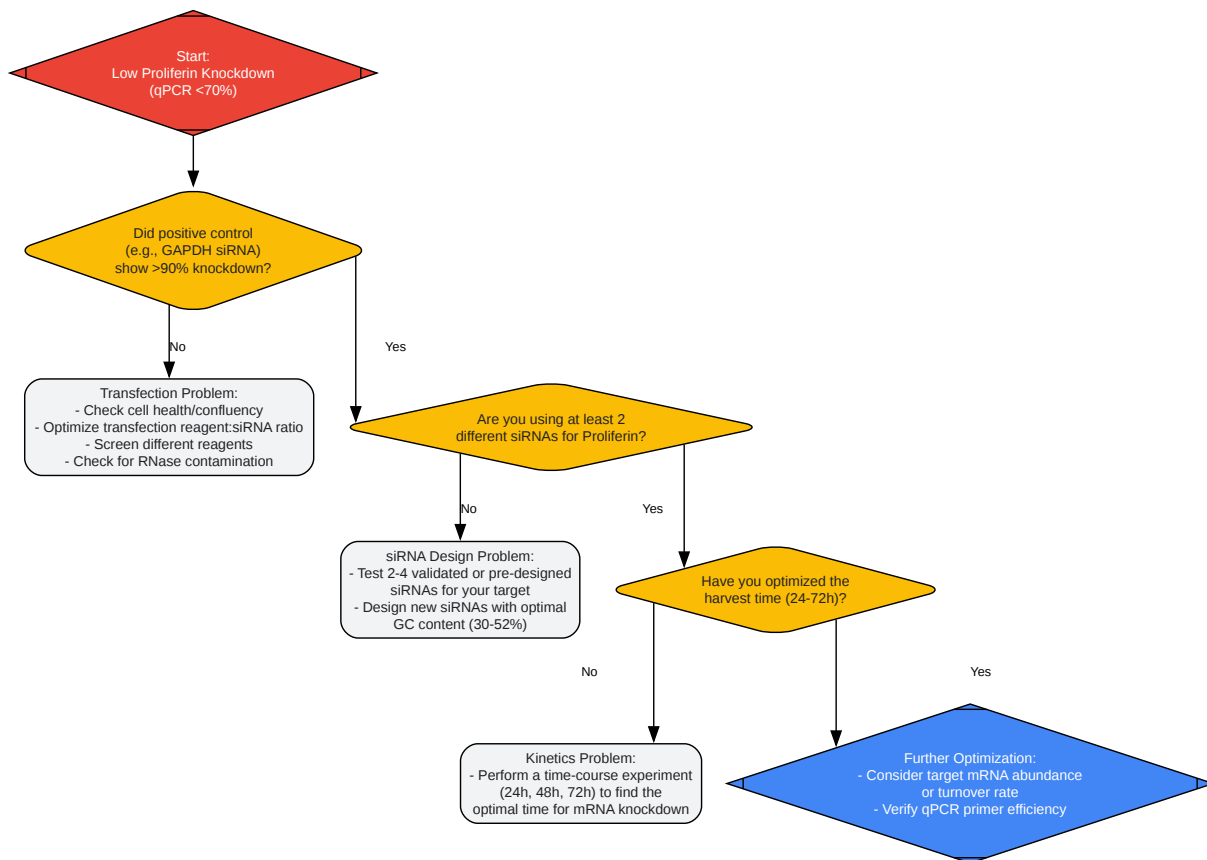 Start:
Low Proliferin Knockdown
(qPCR <70%)
Did positive control
(e.g., GAPDH siRNA)
show >90% knockdown?
No
Yes
Transfection Problem:
- Check cell health/confluency
- Optimize transfection reagent:siRNA ratio
- Screen different reagents
- Check for RNase contamination
Are you using at least 2
different siRNAs for Proliferin?
No
Yes
siRNA Design Problem:
- Test 2-4 validated or pre-designed
siRNAs for your target
- Design new siRNAs with optimal
GC content (30-52%)
Have you optimized the
harvest time (24-72h)?
No
Yes
Kinetics Problem:
- Perform a time-course experiment
(24h, 48h, 72h) to find the
optimal time for mRNA knockdown
Further Optimization:
- Consider target mRNA abundance
or turnover rate
- Verify qPCR primer efficiency